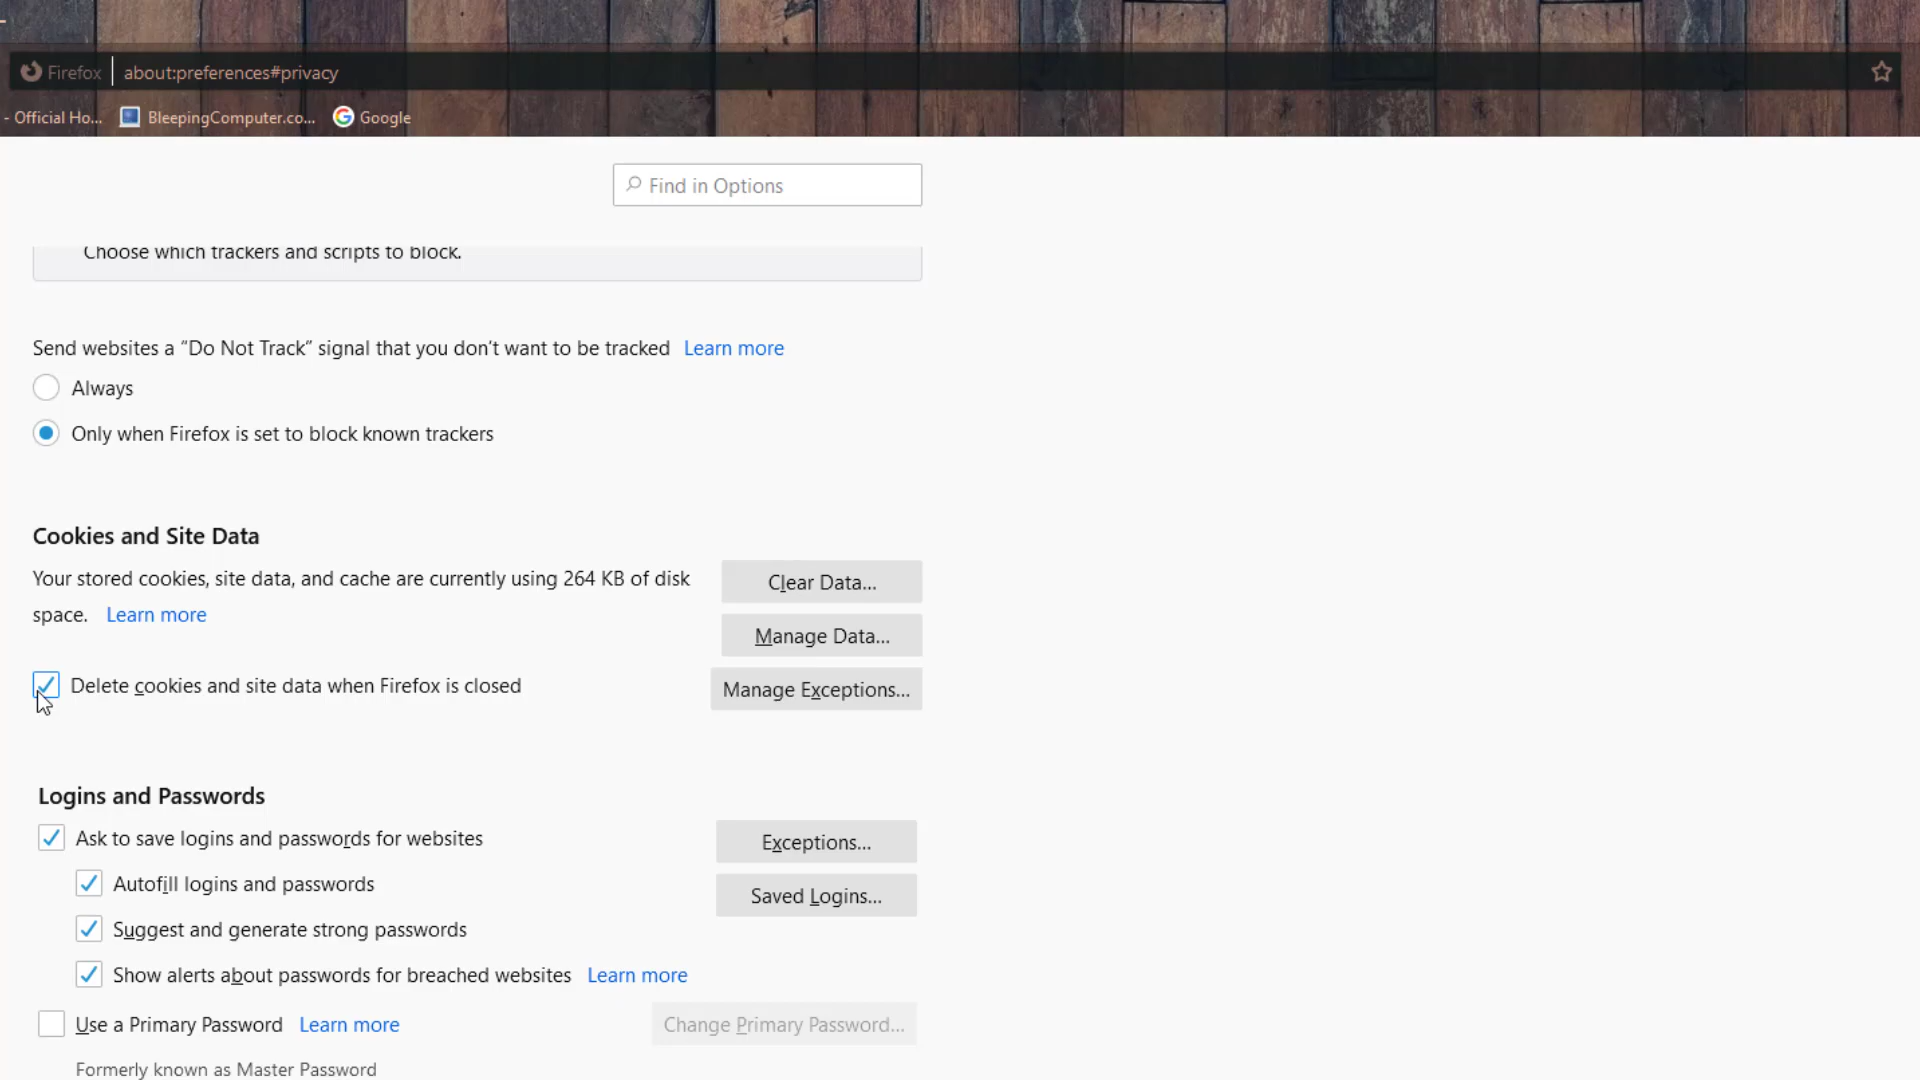 Firefox about:preferences#privacy
- Official Ho... BleepingComputer.co... Google
Find in Options
Choose which trackers and scripts to block.
Send websites a “Do Not Track” signal that you don’t want to be tracked Learn more
Always
Only when Firefox is set to block known trackers
Cookies and Site Data
Your stored cookies, site data, and cache are currently using 264 KB of disk
space. Learn more
Clear Data...
Manage Data...
Delete cookies and site data when Firefox is closed
Manage Exceptions...
Logins and Passwords
Ask to save logins and passwords for websites
Exceptions...
Autofill logins and passwords
Saved Logins...
Suggest and generate strong passwords
Show alerts about passwords for breached websites Learn more
Use a Primary Password Learn more
Change Primary Password...
Formerly known as Master Password